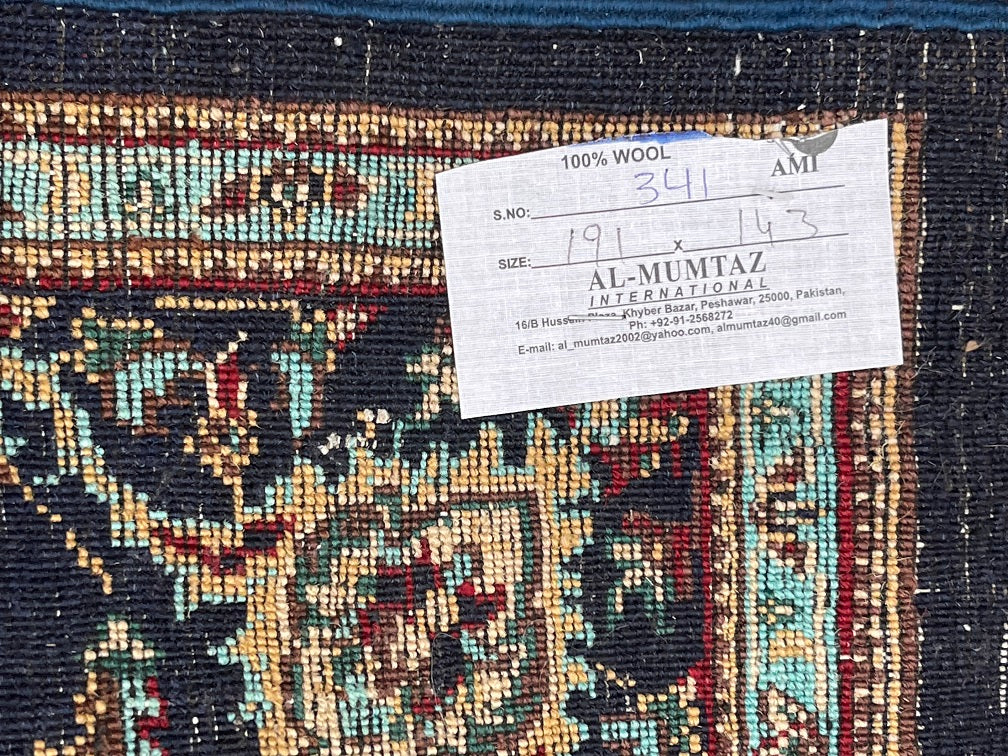 100% WOOL
AMI
S.NO: 341
SIZE: 191 x 143
AL-MUMTAZ
INTERNATIONAL
16/B Hussain Plaza, Khyber Bazar, Peshawar, 25000, Pakistan,
Ph: +92-91-2568272
E-mail: al_mumtaz2002@yahoo.com, almumtaz40@gmail.com